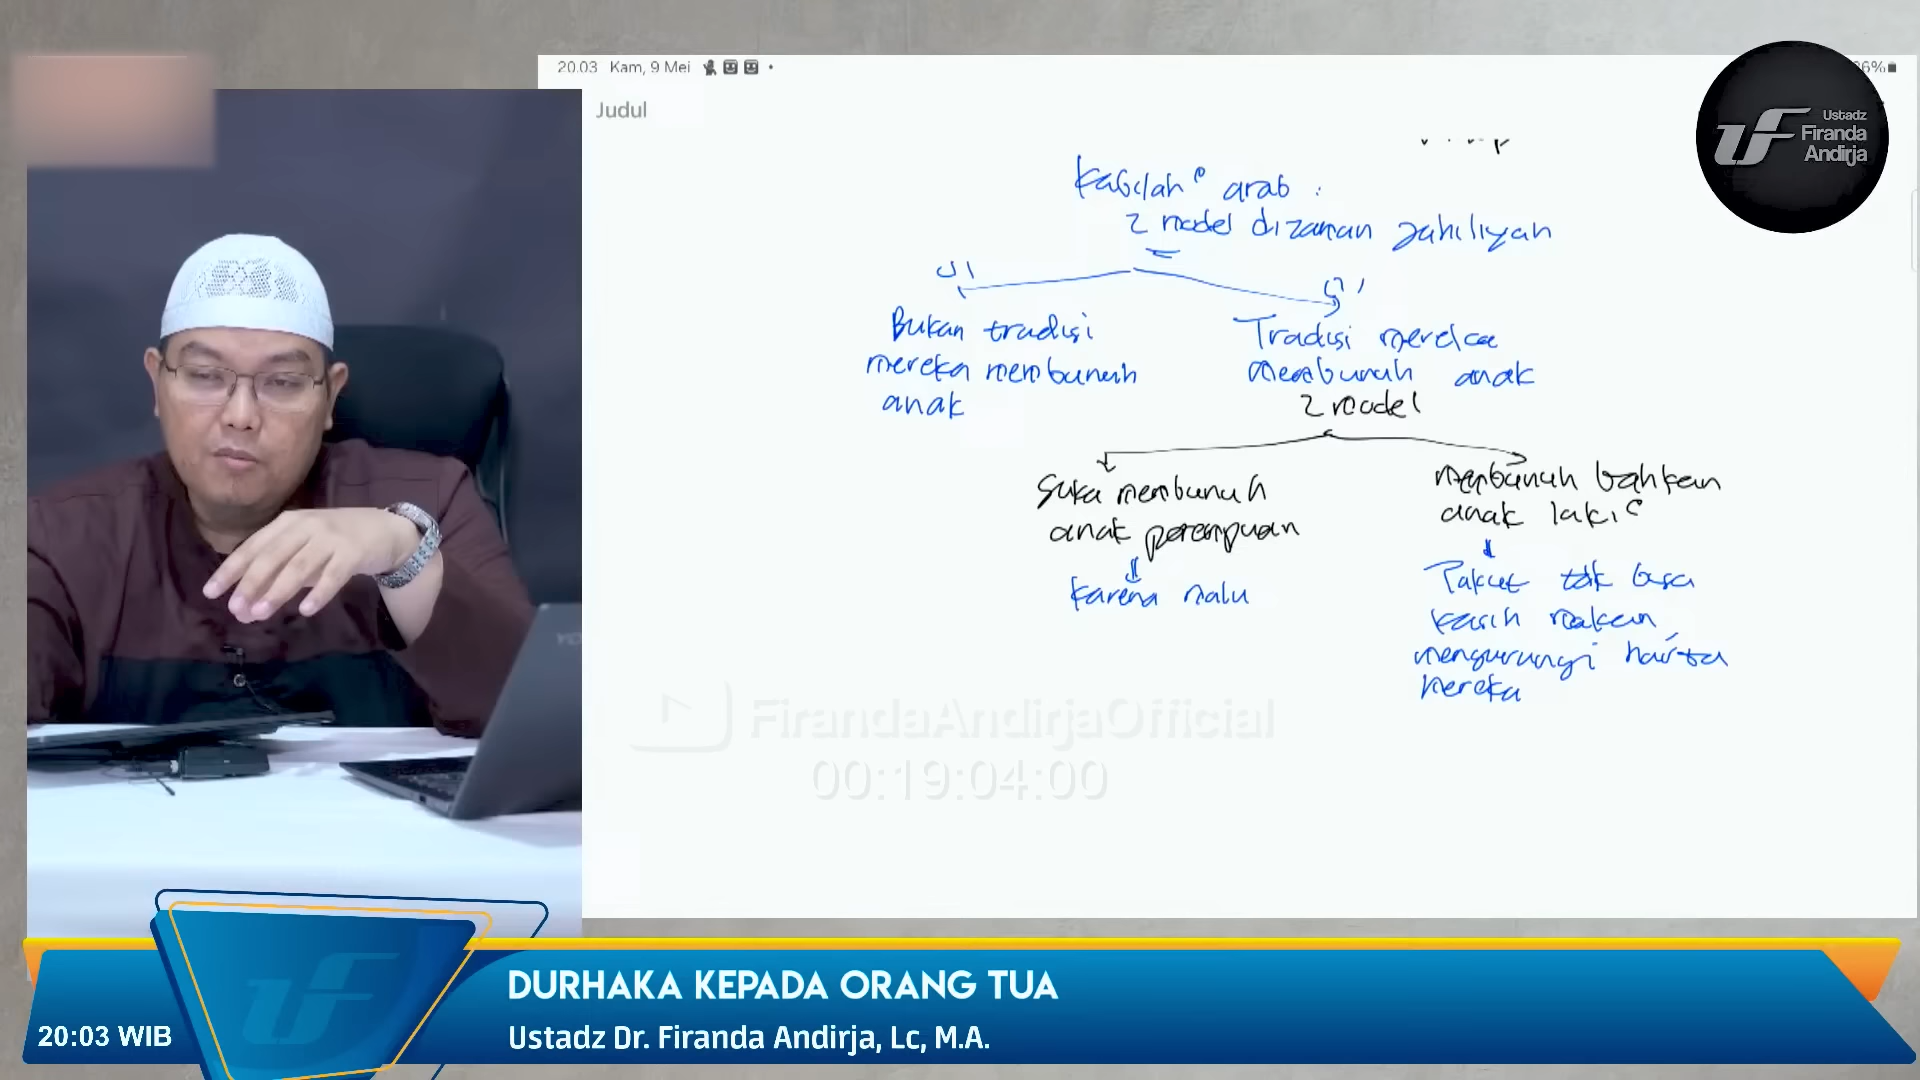 20.03 Kam, 9 Mei
36%
Judul
Ustadz
Firanda
Andirja
Kabilah² arab :
2 model dizaman Jahiliyah
Bukan tradisi
mereka membunuh
anak
Tradisi mereka
membunuh anak
2 model
Suka membunuh
anak perempuan
Karena malu
Membunuh bahkan
anak laki²
Takut tdk bisa
kasih makan,
mengurangi harta
mereka
FirandaAndirjaOfficial
00:19:04:00
DURHAKA KEPADA ORANG TUA
20:03 WIB
Ustadz Dr. Firanda Andirja, Lc, M.A.